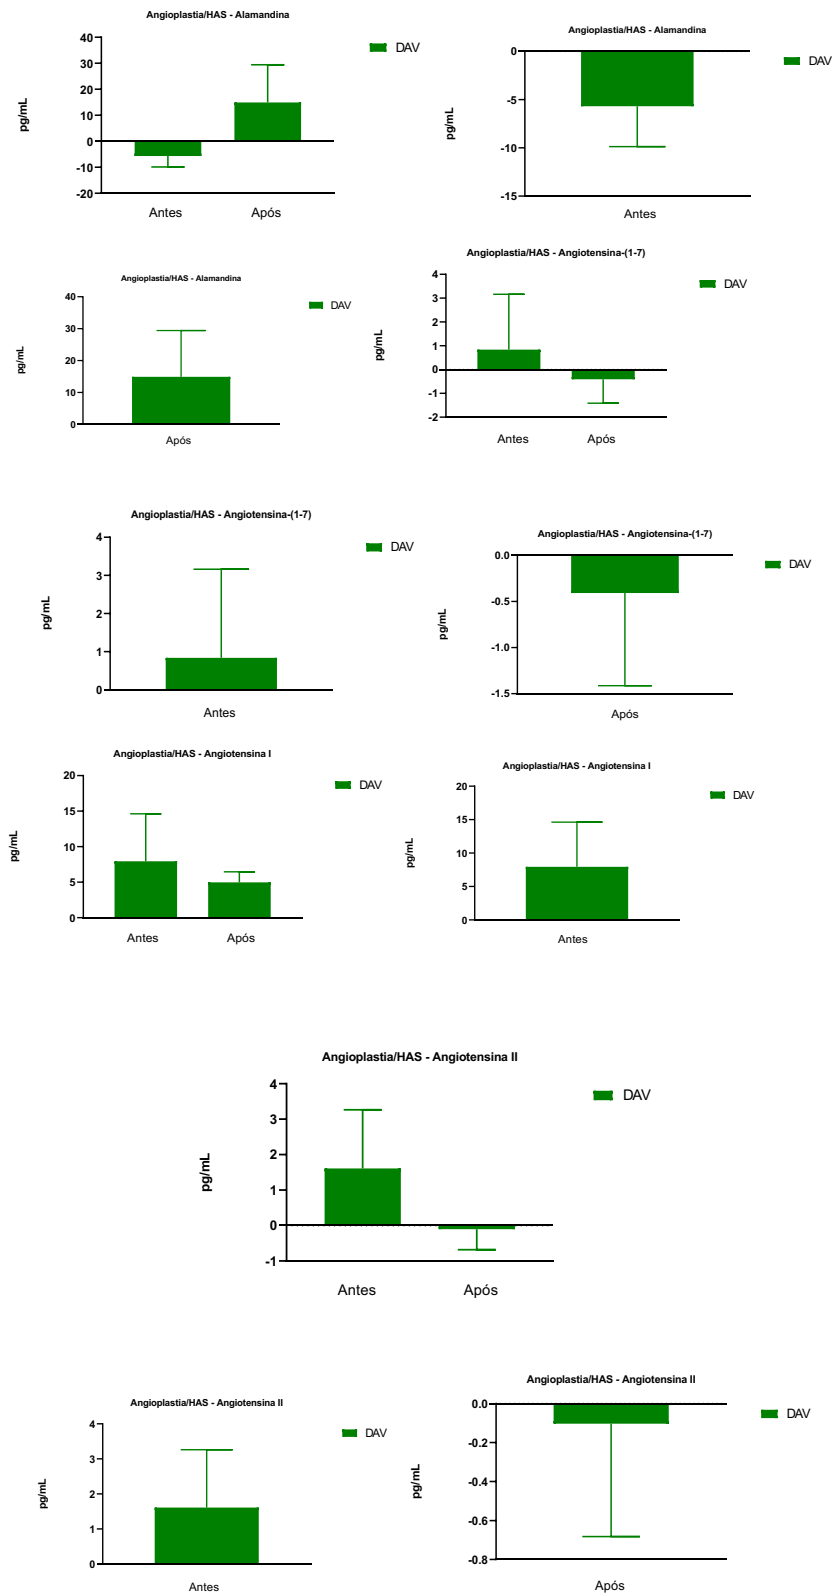 Angioplastia/HAS - Alamandina
40
30
20
10
0
-10
-20
pg/mL
Antes
Após
DAV
Angioplastia/HAS - Alamandina
0
-5
-10
-15
pg/mL
Antes
DAV
Angioplastia/HAS - Alamandina
40
30
20
10
0
pg/mL
Após
DAV
Angioplastia/HAS - Angiotensina-(1-7)
4
3
2
1
0
-1
-2
pg/mL
Antes
Após
DAV
Angioplastia/HAS - Angiotensina-(1-7)
4
3
2
1
0
pg/mL
Antes
DAV
Angioplastia/HAS - Angiotensina-(1-7)
0.0
-0.5
-1.0
-1.5
pg/mL
Após
DAV
Angioplastia/HAS - Angiotensina I
20
15
10
5
0
pg/mL
Antes
Após
DAV
Angioplastia/HAS - Angiotensina I
20
15
10
5
0
pg/mL
Antes
DAV
Angioplastia/HAS - Angiotensina II
4
3
2
1
0
-1
pg/mL
Antes
Após
DAV
Angioplastia/HAS - Angiotensina II
4
3
2
1
0
pg/mL
Antes
DAV
Angioplastia/HAS - Angiotensina II
0.0
-0.2
-0.4
-0.6
-0.8
pg/mL
Após
DAV